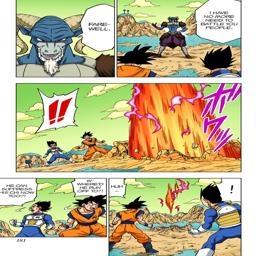 I HAVE
NO MORE
NEED TO
BATTLE YOU
PEOPLE.
FARE-
WELL.
!!
!
HUH
W-
WHERE'D
HE RUN
OFF TO?!
HE CAN
SUPPRESS
HIS CHI NOW
TOO?!